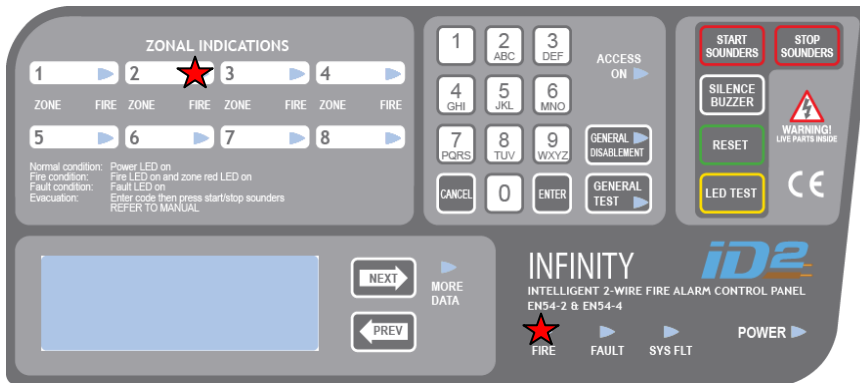 ZONAL INDICATIONS
1 2 3 4
ZONE FIRE ZONE FIRE ZONE FIRE ZONE FIRE
5 6 7 8
Normal condition: Power LED on
Fire condition: Fire LED on and zone red LED on
Fault condition: Fault LED on
Evacuation: Enter code then press start/stop sounders
REFER TO MANUAL
1 2 ABC 3 DEF
4 GHI 5 JKL 6 MNO
7 PQRS 8 TUV 9 WXYZ
CANCEL 0 ENTER
ACCESS
ON
GENERAL
DISABLEMENT
GENERAL
TEST
START
SOUNDERS
STOP
SOUNDERS
SILENCE
BUZZER
RESET
LED TEST
WARNING!
LIVE PARTS INSIDE
CE
NEXT
PREV
MORE
DATA
INFINITY iD2
INTELLIGENT 2-WIRE FIRE ALARM CONTROL PANEL
EN54-2 & EN54-4
FIRE FAULT SYS FLT POWER